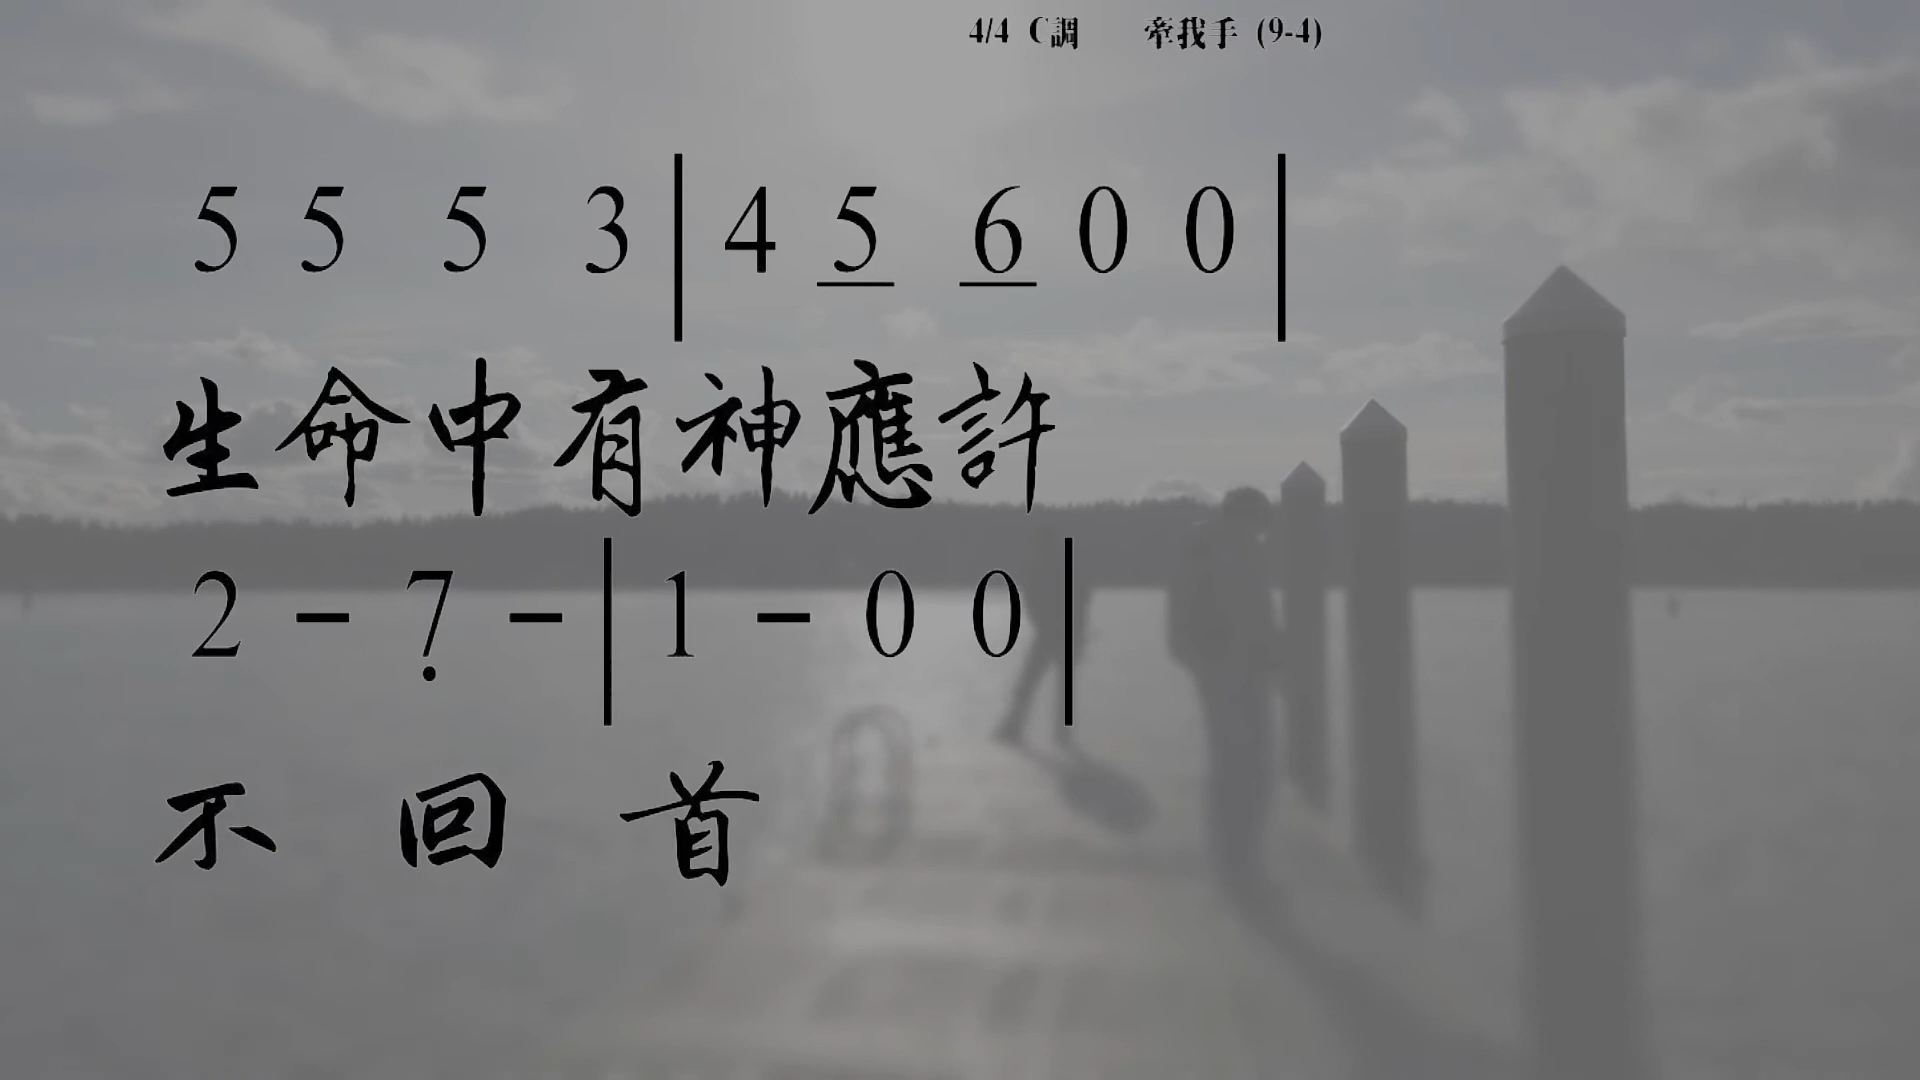 4/4 C調 牽我手 (9-4)
5 5 5 3 | 4 5 6 0 0 |
生命中有神應許
2 - 7 - | 1 - 0 0 |
不回首